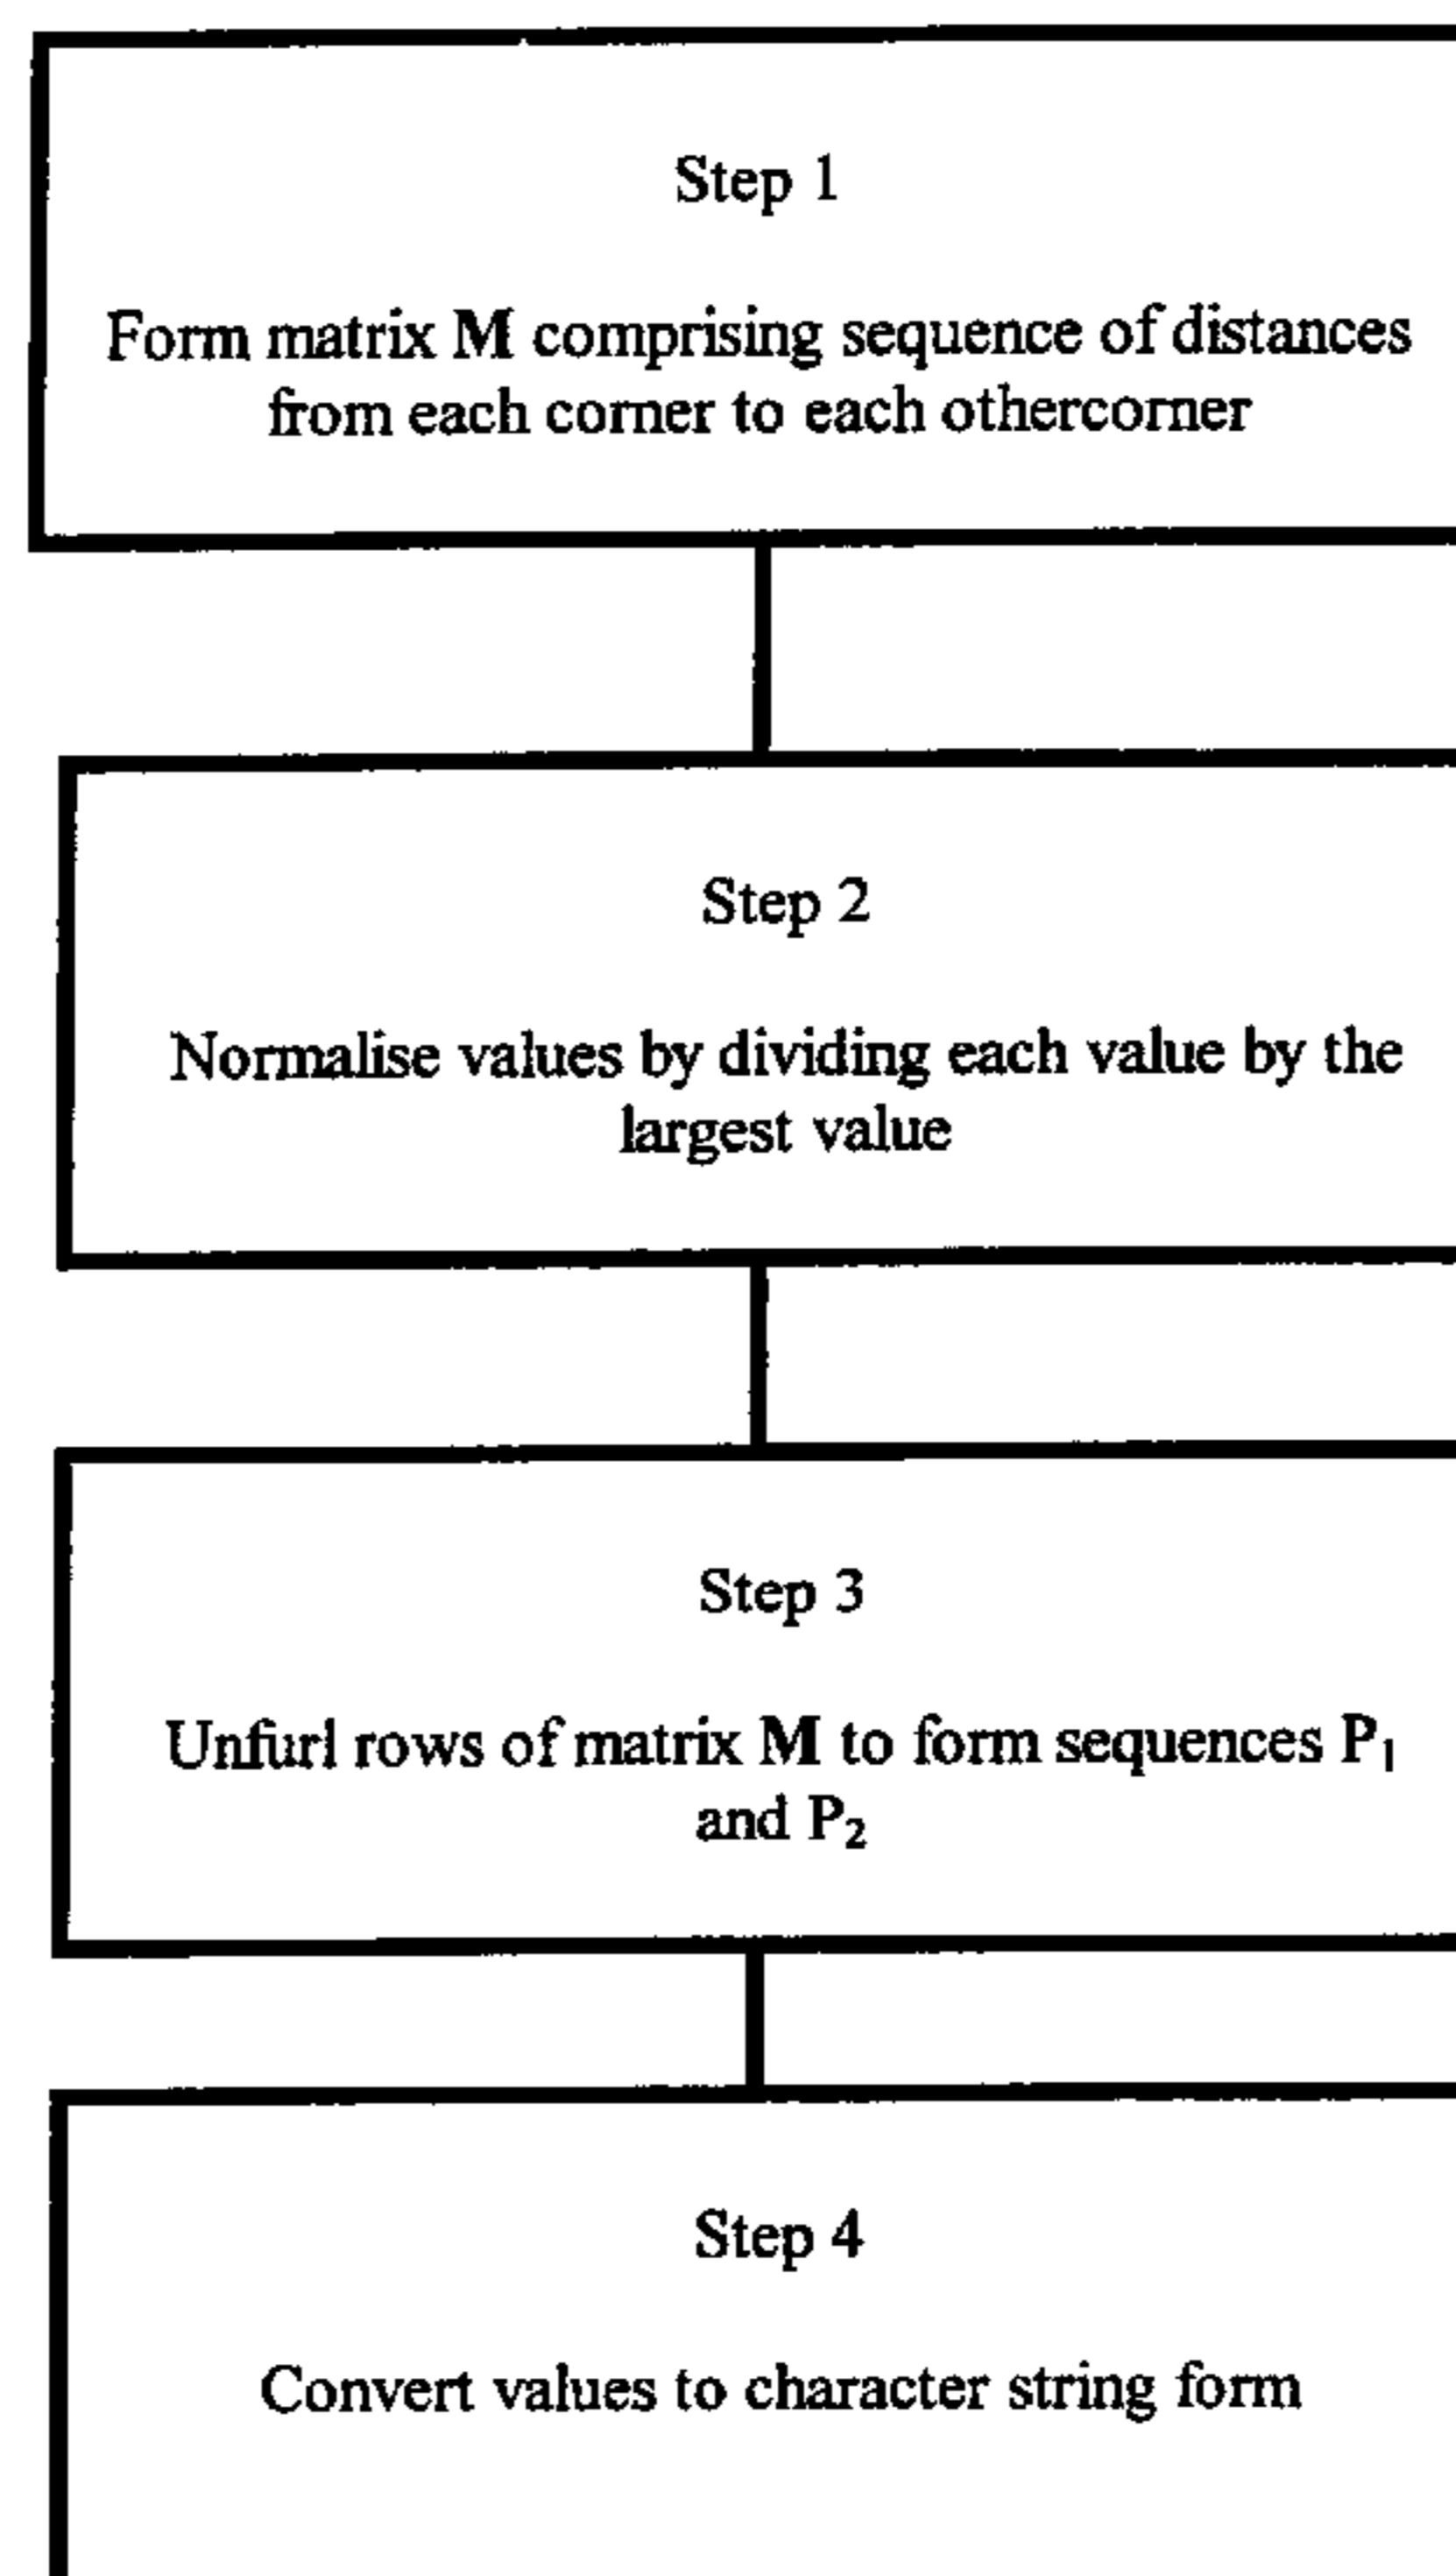 Step 1
Form matrix M comprising sequence of distances
from each corner to each othercorner
Step 2
Normalise values by dividing each value by the
largest value
Step 3
Unfurl rows of matrix M to form sequences P₁
and P₂
Step 4
Convert values to character string form